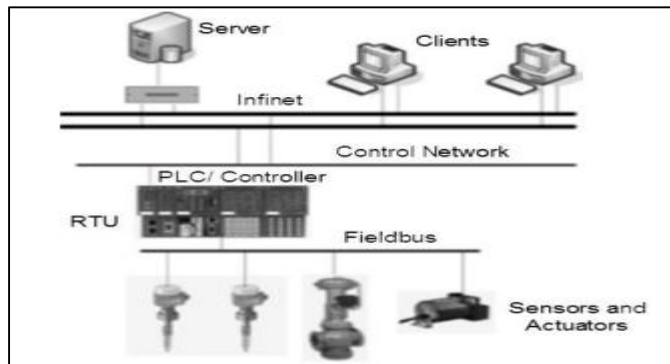 Server
Clients
Infinet
Control Network
PLC/ Controller
RTU
Fieldbus
Sensors and
Actuators